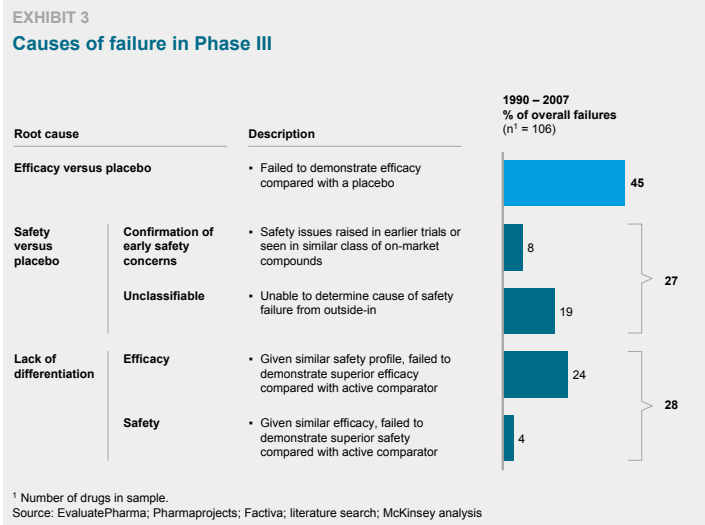 EXHIBIT 3
Causes of failure in Phase III
1990 – 2007
% of overall failures
(n¹ = 106)
Root cause
Description
Efficacy versus placebo
• Failed to demonstrate efficacy
compared with a placebo
45
Safety
versus
placebo
Confirmation of
early safety
concerns
• Safety issues raised in earlier trials or
seen in similar class of on-market
compounds
8
Unclassifiable
• Unable to determine cause of safety
failure from outside-in
19
27
Lack of
differentiation
Efficacy
• Given similar safety profile, failed to
demonstrate superior efficacy
compared with active comparator
24
Safety
• Given similar efficacy, failed to
demonstrate superior safety
compared with active comparator
4
28
¹ Number of drugs in sample.
Source: EvaluatePharma; Pharmaprojects; Factiva; literature search; McKinsey analysis